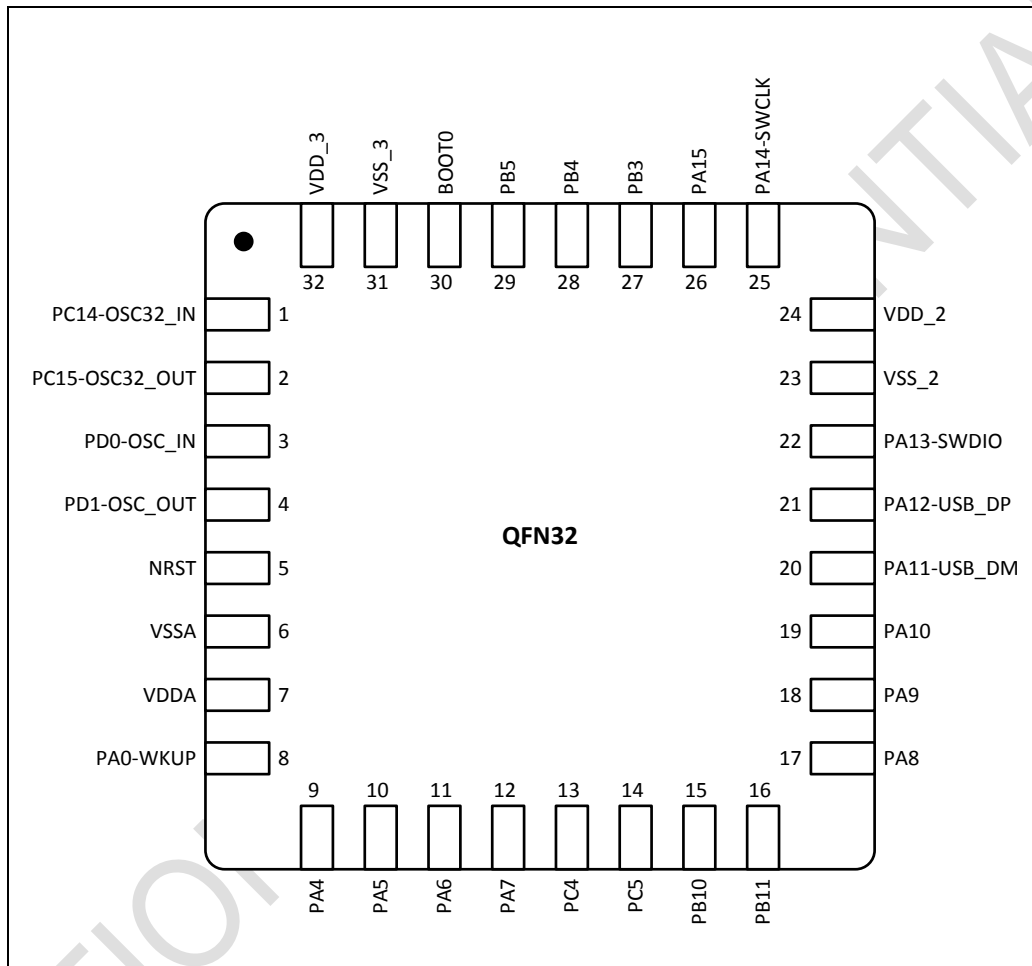 VDD_3
VSS_3
BOOT0
PB5
PB4
PB3
PA15
PA14-SWCLK
32 31 30 29 28 27 26 25
PC14-OSC32_IN 1 24 VDD_2
PC15-OSC32_OUT 2 23 VSS_2
PD0-OSC_IN 3 22 PA13-SWDIO
PD1-OSC_OUT 4 21 PA12-USB_DP
QFN32
NRST 5 20 PA11-USB_DM
VSSA 6 19 PA10
VDDA 7 18 PA9
PA0-WKUP 8 17 PA8
9 10 11 12 13 14 15 16
PA4
PA5
PA6
PA7
PC4
PC5
PB10
PB11